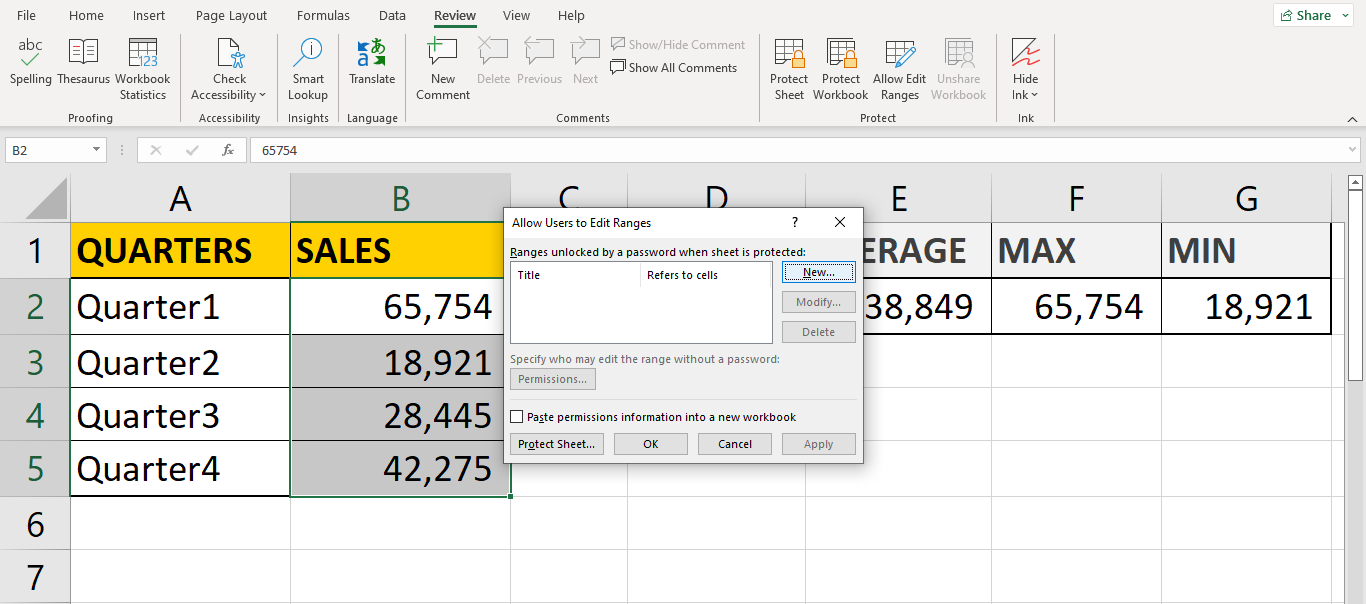 File Home Insert Page Layout Formulas Data Review View Help Share
abc 123 i a あ
Spelling Thesaurus Workbook Statistics
Check Accessibility
Smart Lookup
Translate
New Comment
Delete Previous Next
Show/Hide Comment
Show All Comments
Protect Sheet
Protect Workbook
Allow Edit Ranges
Unshare Workbook
Hide Ink
Proofing Accessibility Insights Language Comments Protect Ink
B2 fx 65754
A B C D E F G
1 QUARTERS SALES ERAGE MAX MIN
2 Quarter1 65,754 38,849 65,754 18,921
3 Quarter2 18,921
4 Quarter3 28,445
5 Quarter4 42,275
6
7
Allow Users to Edit Ranges ?
Ranges unlocked by a password when sheet is protected:
Title Refers to cells New...
Modify...
Delete
Specify who may edit the range without a password:
Permissions...
Paste permissions information into a new workbook
Protect Sheet... OK Cancel Apply